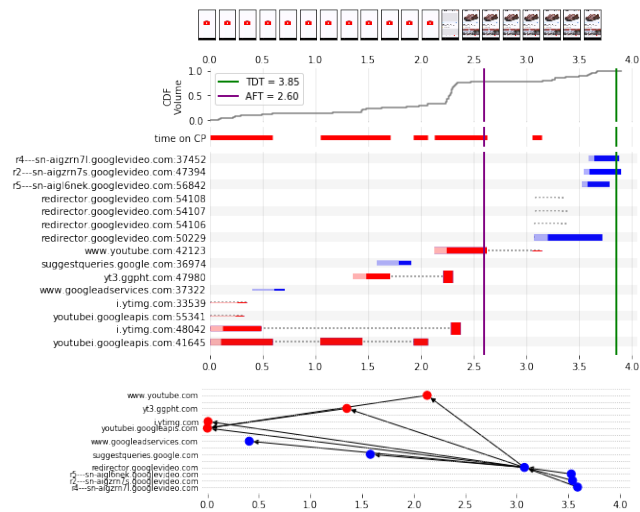 0.0 0.5 1.0 1.5 2.0 2.5 3.0 3.5 4.0
CDF
Volume
1.0
0.5
0.0
TDT = 3.85
AFT = 2.60
time on CP
r4---sn-aigzrn7l.googlevideo.com:37452
r2---sn-aigzrn7s.googlevideo.com 47394
r5---sn-aigl6nek.googlevideo.com:56842
redirector.googlevideo.com 54108
redirector.googlevideo.com 54107
redirector.googlevideo.com 54106
redirector.googlevideo.com 50229
www.youtube.com 42123
suggestqueries.google.com:36974
yt3.ggpht.com:47980
www.googleadservices.com:37322
i.ytimg.com:33539
youtubei.googleapis.com:55341
i.ytimg.com:48042
youtubei.googleapis.com:41645
0.0 0.5 1.0 1.5 2.0 2.5 3.0 3.5 4.0
www.youtube.com
yt3.ggpht.com
i.ytimg.com
youtubei.googleapis.com
www.googleadservices.com
suggestqueries.google.com
redirector.googlevideo.com
r5---sn-aigl6nek.googlevideo.com
r2---sn-aigzrn7s.googlevideo.com
r4---sn-aigzrn7l.googlevideo.com
0.0 0.5 1.0 1.5 2.0 2.5 3.0 3.5 4.0